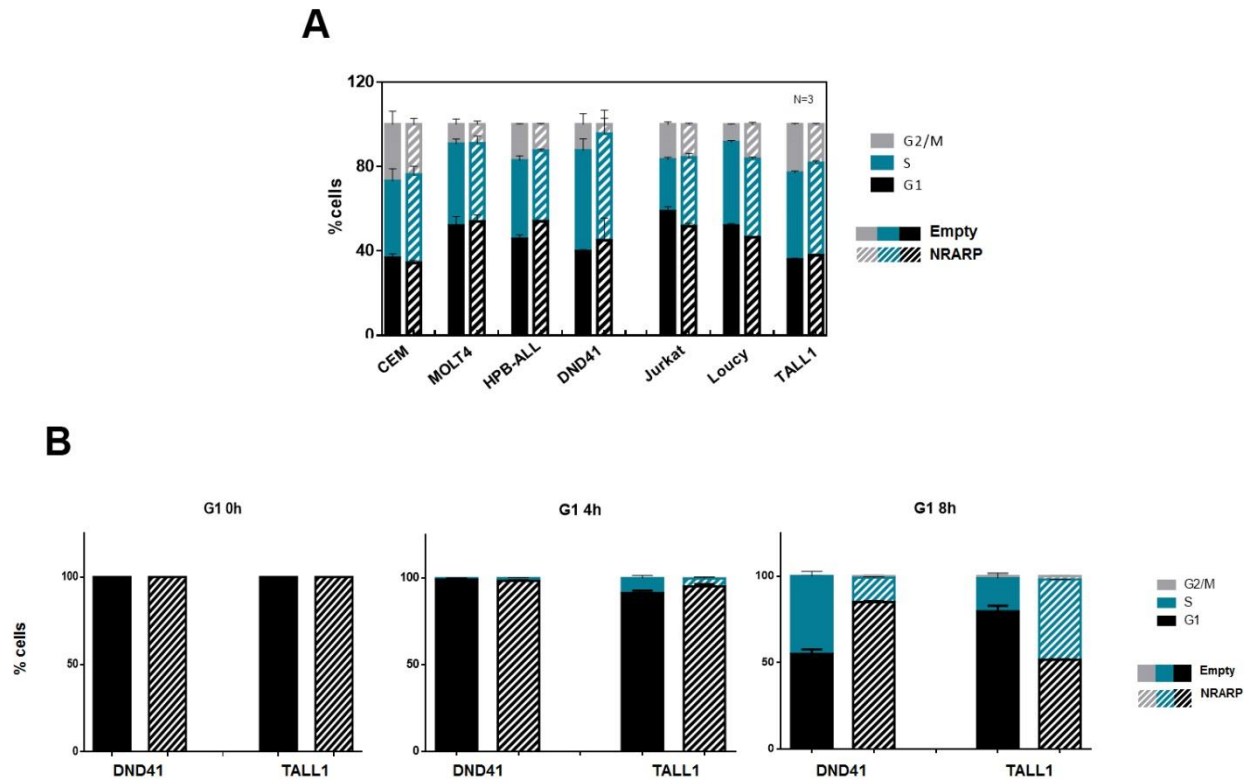 A
120
80
40
0
%cells
N=3
CEM
MOLT4
HPB-ALL
DND41
Jurkat
Loucy
TALL1
G2/M
S
G1
Empty
NRARP
B
% cells
G1 0h
100
50
0
DND41
TALL1
G1 4h
100
50
0
DND41
TALL1
G1 8h
100
50
0
DND41
TALL1
G2/M
S
G1
Empty
NRARP